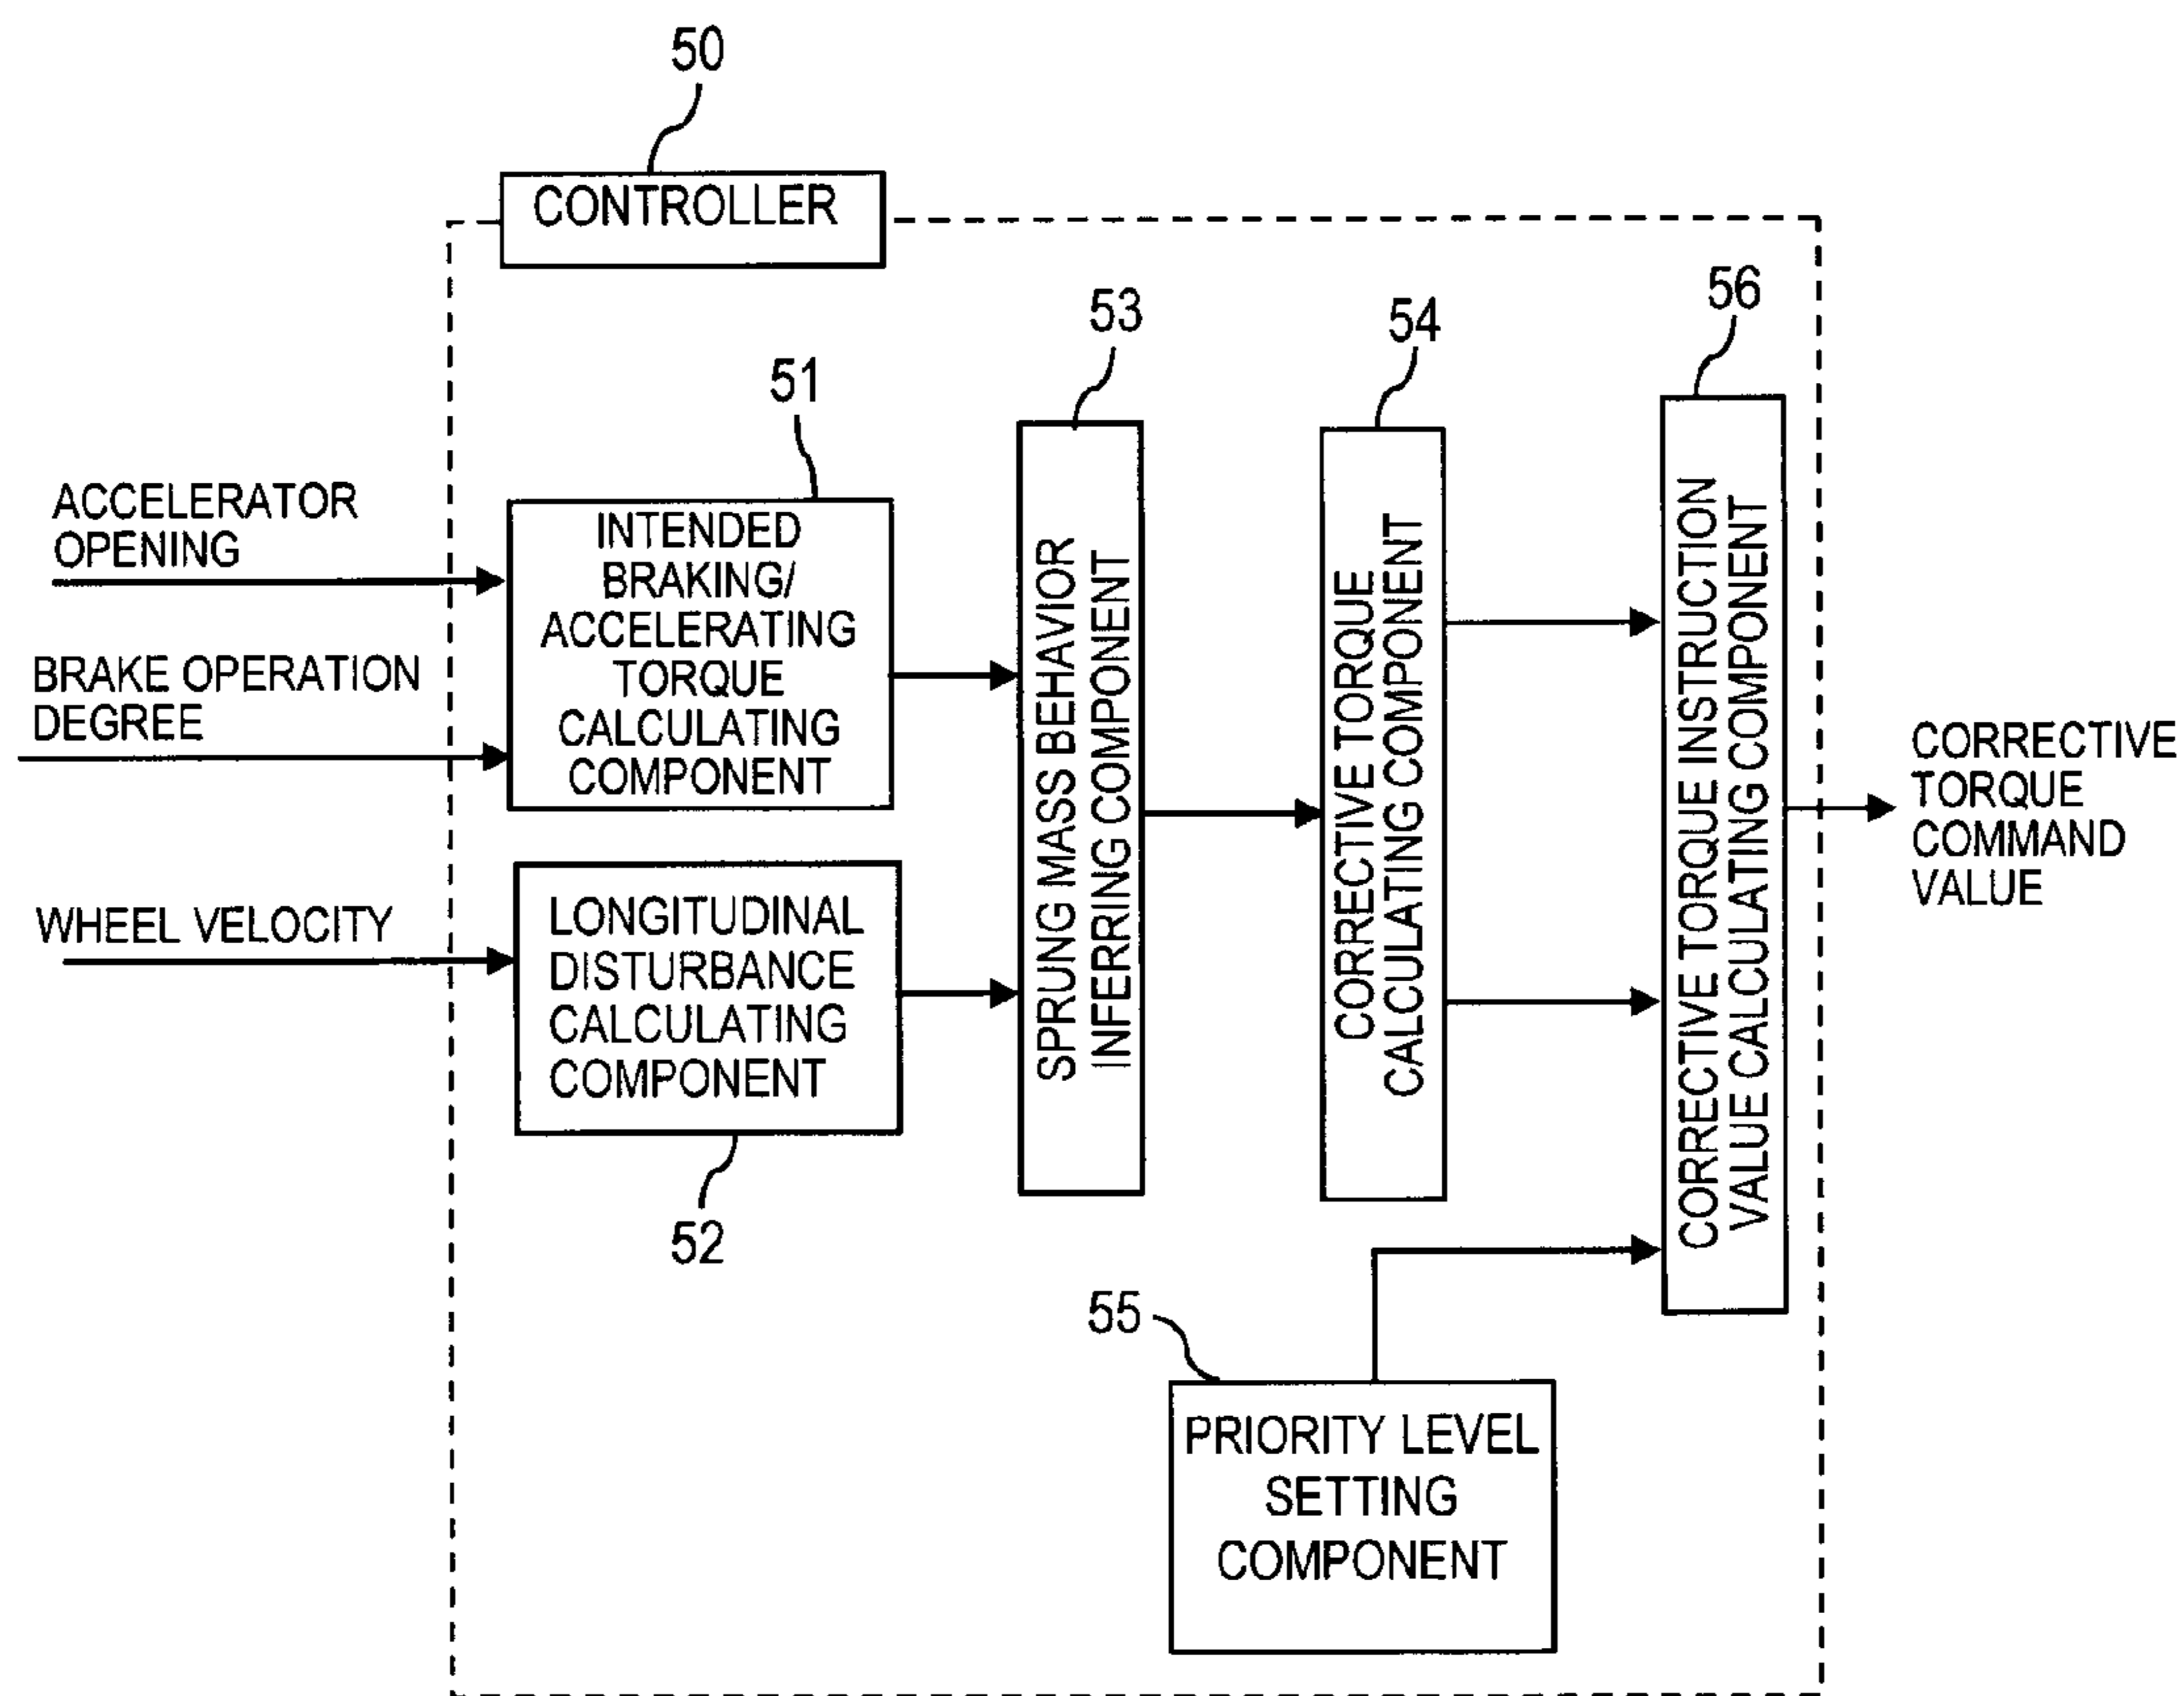 50
CONTROLLER
53
54
56
51
ACCELERATOR
OPENING
BRAKE OPERATION
DEGREE
WHEEL VELOCITY
INTENDED
BRAKING/
ACCELERATING
TORQUE
CALCULATING
COMPONENT
LONGITUDINAL
DISTURBANCE
CALCULATING
COMPONENT
52
SPRUNG MASS BEHAVIOR
INFERRING COMPONENT
CORRECTIVE TORQUE
CALCULATING COMPONENT
CORRECTIVE TORQUE INSTRUCTION
VALUE CALCULATING COMPONENT
CORRECTIVE
TORQUE
COMMAND
VALUE
55
PRIORITY LEVEL
SETTING
COMPONENT